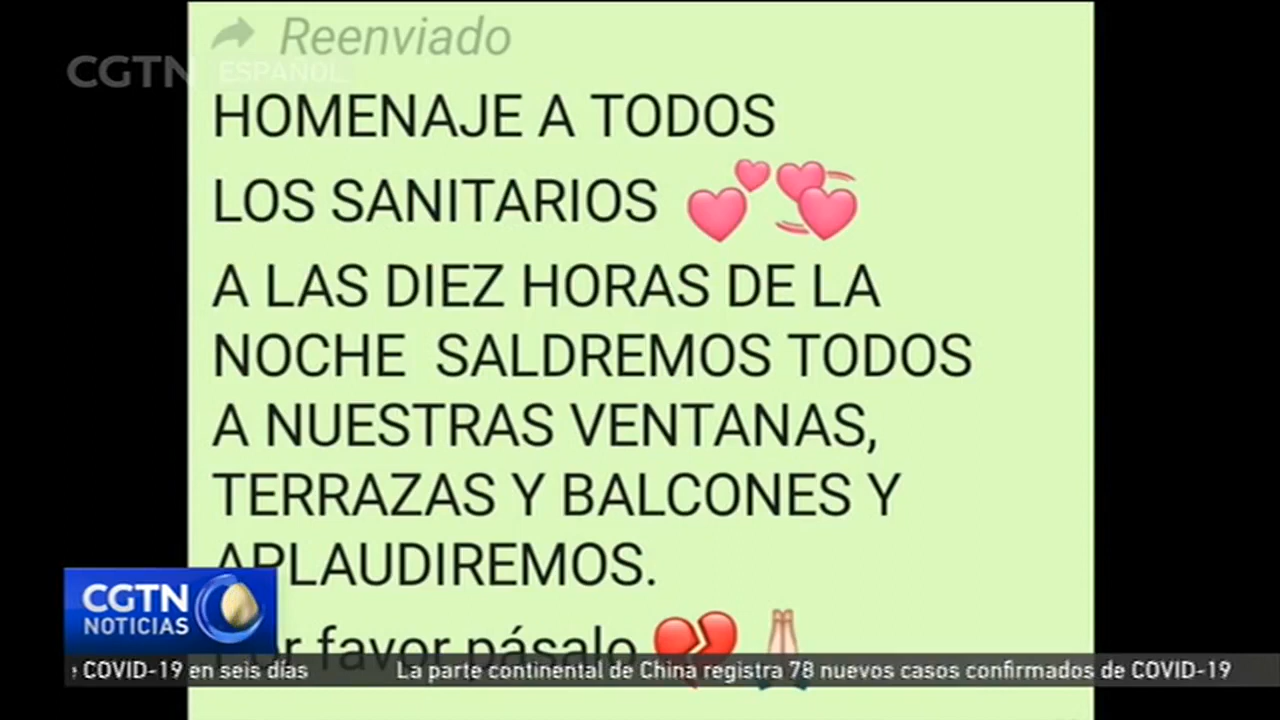 Reenviado
CGTN ESPAÑOL
HOMENAJE A TODOS
LOS SANITARIOS 💕💞
A LAS DIEZ HORAS DE LA
NOCHE SALDREMOS TODOS
A NUESTRAS VENTANAS,
TERRAZAS Y BALCONES Y
APLAUDIREMOS.
Por favor pásalo 💔🙏🏻
CGTN
NOTICIAS
COVID-19 en seis días La parte continental de China registra 78 nuevos casos confirmados de COVID-19